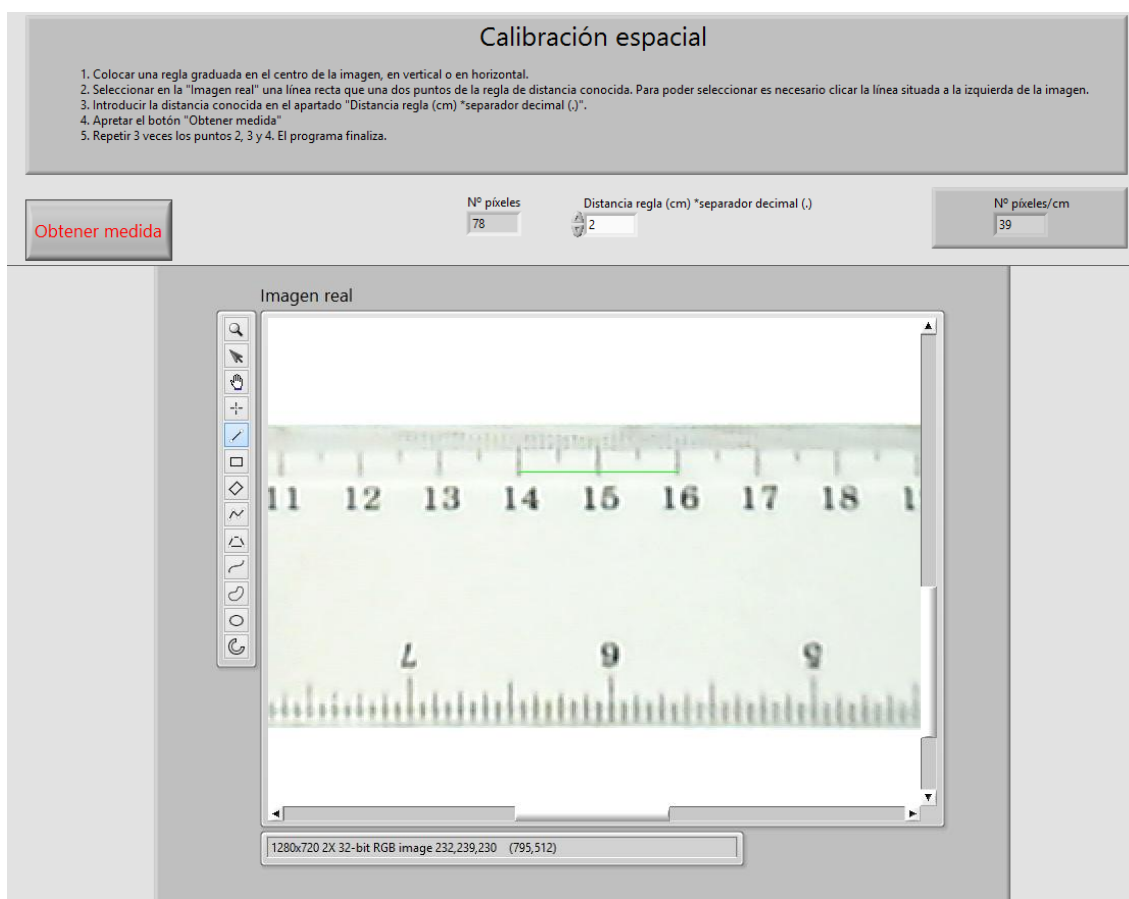 Calibración espacial
1. Colocar una regla graduada en el centro de la imagen, en vertical o en horizontal.
2. Seleccionar en la "Imagen real" una línea recta que una dos puntos de la regla de distancia conocida. Para poder seleccionar es necesario clicar la línea situada a la izquierda de la imagen.
3. Introducir la distancia conocida en el apartado "Distancia regla (cm) *separador decimal (.)".
4. Apretar el botón "Obtener medida"
5. Repetir 3 veces los puntos 2, 3 y 4. El programa finaliza.
Obtener medida
Nº píxeles
78
Distancia regla (cm) *separador decimal (.)
2
Nº píxeles/cm
39
Imagen real
11 12 13 14 15 16 17 18
7 6 5
1280x720 2X 32-bit RGB image 232,239,230 (795,512)